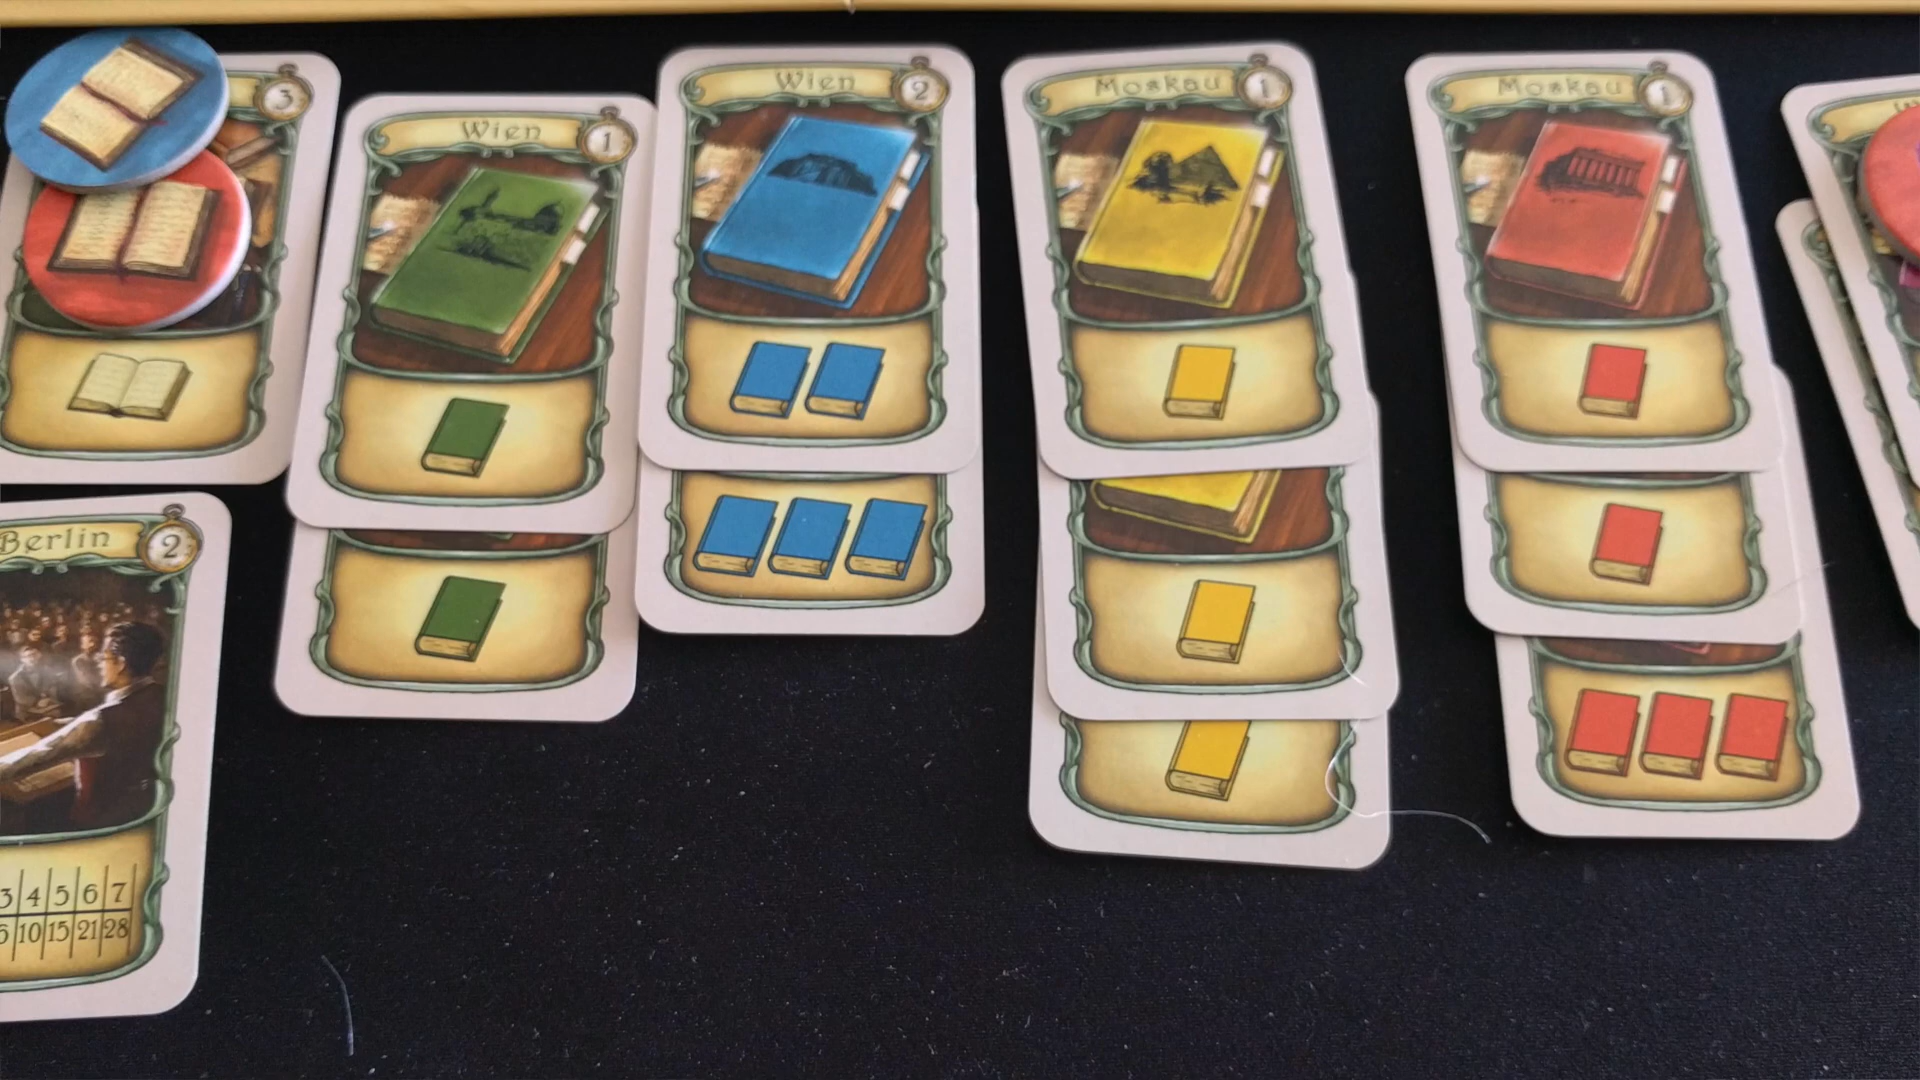 3
Wien 1
Wien 2
Moskau 1
Moskau 1
Berlin 2
3 4 5 6 7
6 10 15 21 28